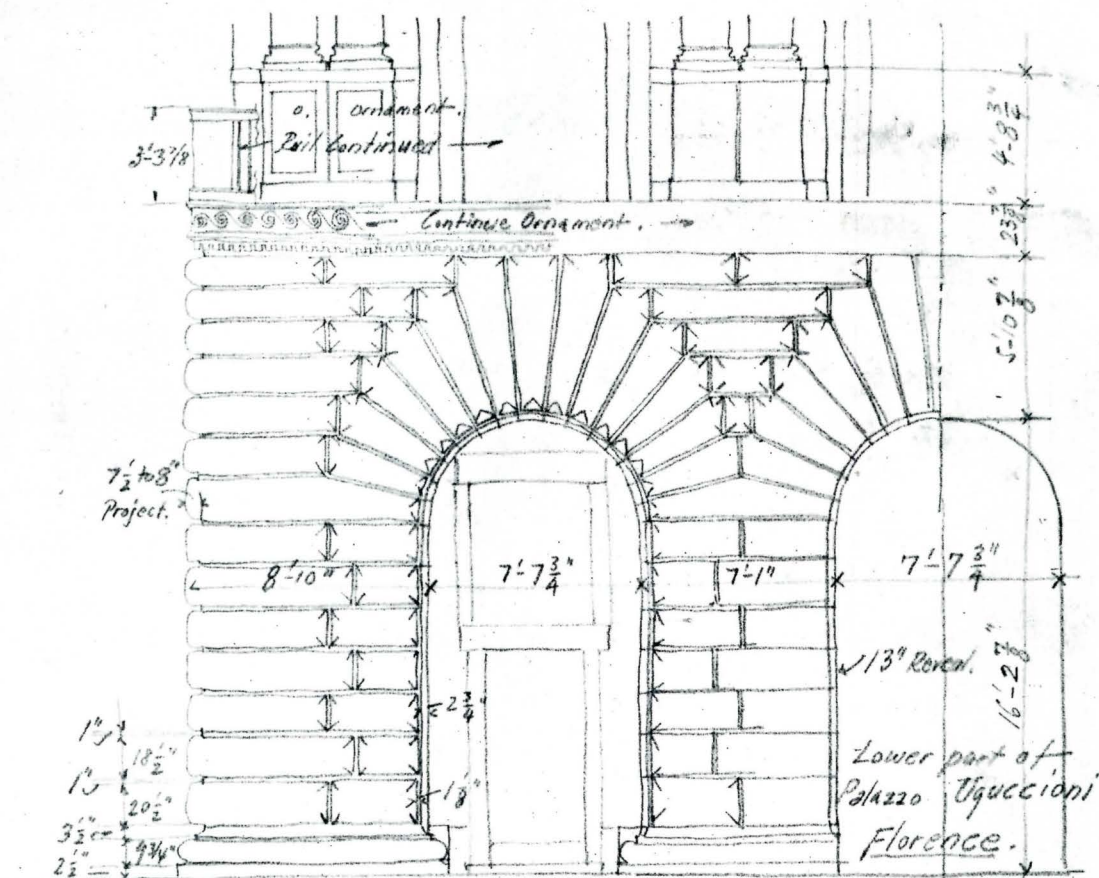 o. ornament.
Rail Continued
3'-3 7/8
4'-8 3/4"
Continue Ornament.
23 7/8"
5'-10 7/8"
7 1/2 to 8"
Project.
8'-10"
7'-7 3/4"
7'-1"
7'-7 3/4"
13" Reveal.
16'-2 7/8"
2 3/4"
1"
18 1/2"
1"
20 1/2"
1 1/8"
3 1/2"
9 3/4"
2 1/2"
Lower part of
Palazzo Uguccioni
Florence.